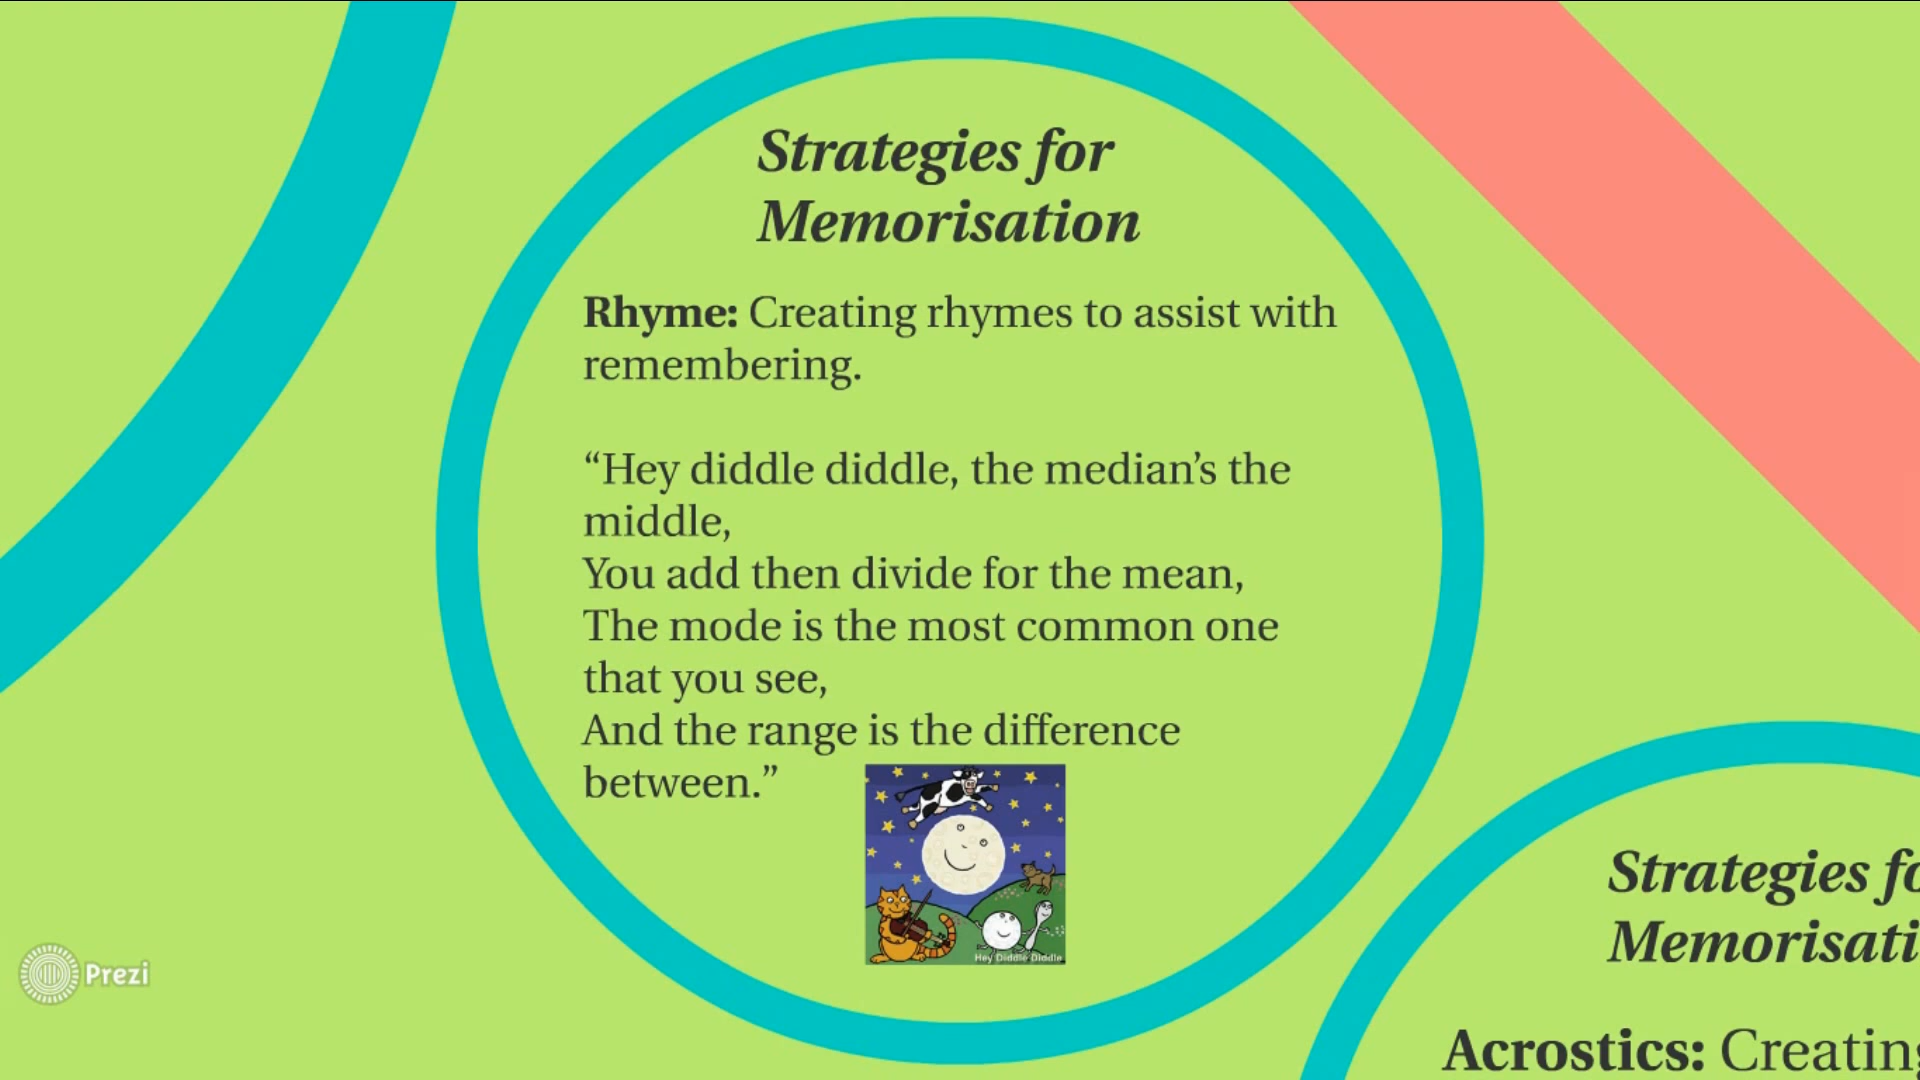 Strategies for
Memorisation
Rhyme: Creating rhymes to assist with
remembering.
“Hey diddle diddle, the median’s the
middle,
You add then divide for the mean,
The mode is the most common one
that you see,
And the range is the difference
between.”
Hey Diddle Diddle
Prezi
Strategies fo
Memorisati
Acrostics: Creating